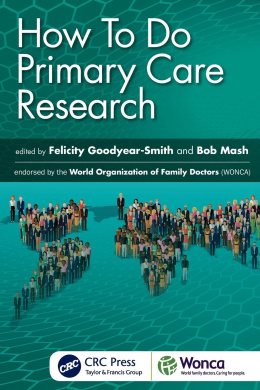 How To Do
Primary Care
Research
edited by Felicity Goodyear-Smith and Bob Mash
endorsed by the World Organization of Family Doctors (WONCA)
CRC
CRC Press
Taylor & Francis Group
Wonca
World family doctors. Caring for people.